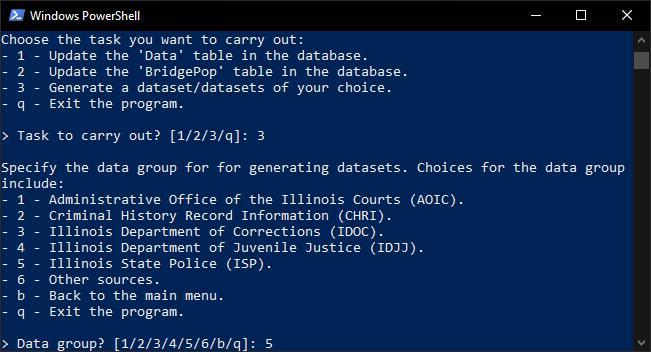 Windows PowerShell
Choose the task you want to carry out:
- 1 - Update the 'Data' table in the database.
- 2 - Update the 'BridgePop' table in the database.
- 3 - Generate a dataset/datasets of your choice.
- q - Exit the program.
> Task to carry out? [1/2/3/q]: 3
Specify the data group for for generating datasets. Choices for the data group
include:
- 1 - Administrative Office of the Illinois Courts (AOIC).
- 2 - Criminal History Record Information (CHRI).
- 3 - Illinois Department of Corrections (IDOC).
- 4 - Illinois Department of Juvenile Justice (IDJJ).
- 5 - Illinois State Police (ISP).
- 6 - Other sources.
- b - Back to the main menu.
- q - Exit the program.
> Data group? [1/2/3/4/5/6/b/q]: 5